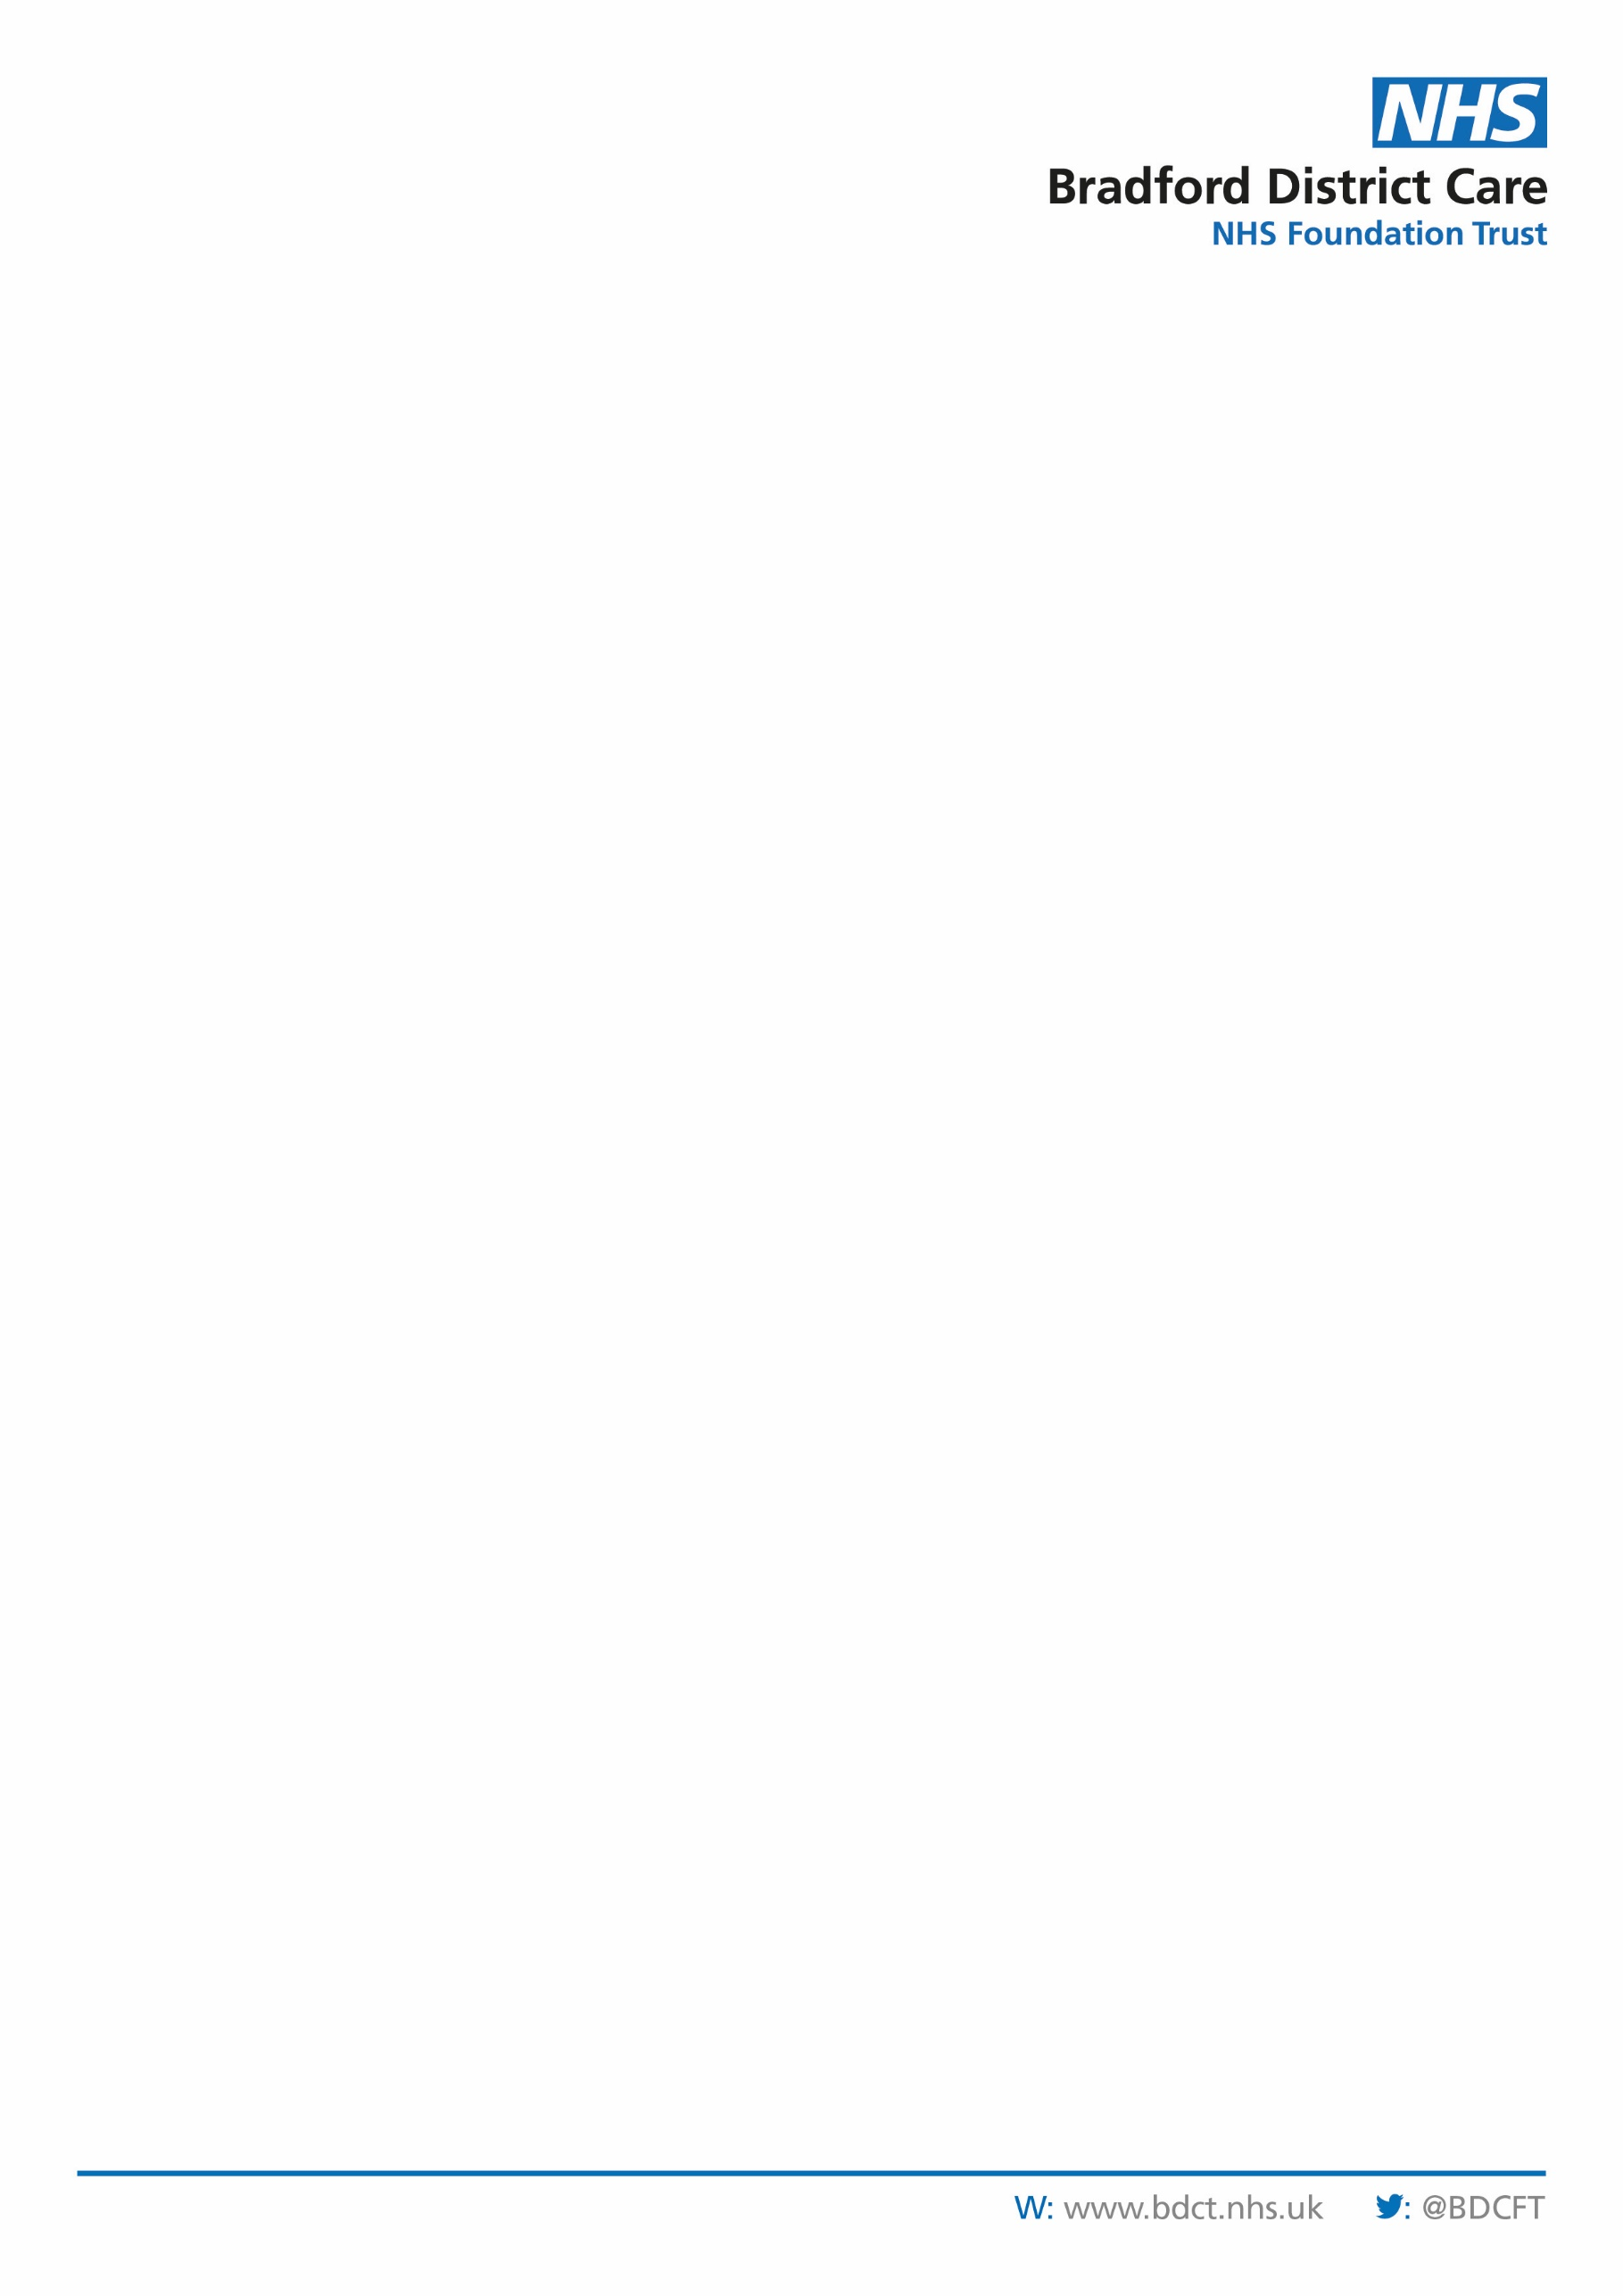 NHS
Bradford District Care
NHS Foundation Trust
W: www.bdct.nhs.uk : @BDCFT